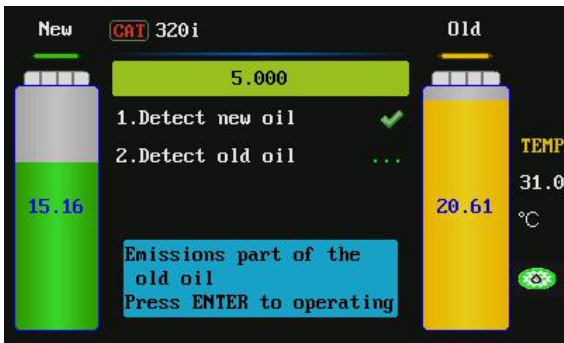 New
CAT 320i
Old
5.000
1.Detect new oil
2.Detect old oil ...
TEMP
31.0
°C
15.16
20.61
Emissions part of the
old oil
Press ENTER to operating